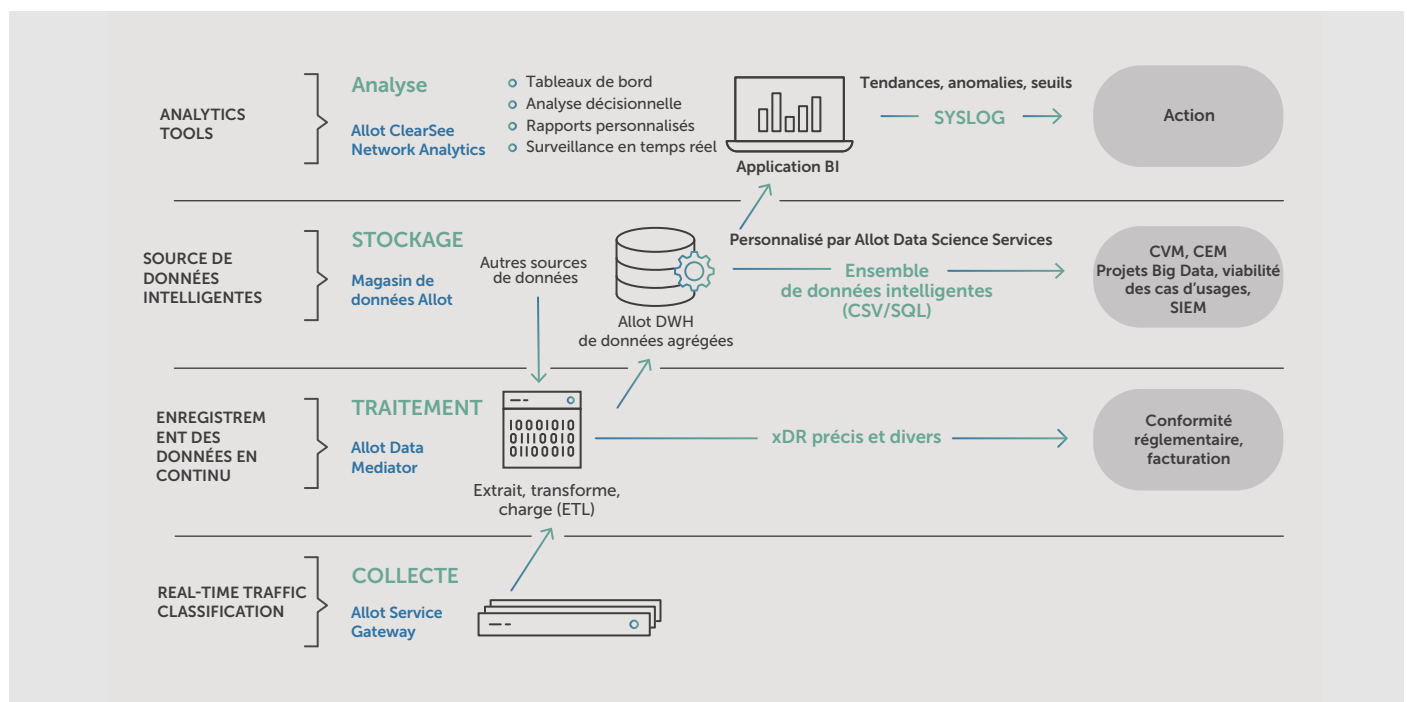 ANALYTICS
TOOLS
Analyse
Allot ClearSee
Network Analytics
Tableaux de bord
Analyse décisionnelle
Rapports personnalisés
Surveillance en temps réel
Application BI
Tendances, anomalies, seuils
SYSLOG
Action
SOURCE DE
DONNÉES
INTELLIGENTES
STOCKAGE
Magasin de
données Allot
Autres sources
de données
Allot DWH
de données agrégées
Personnalisé par Allot Data Science Services
Ensemble
de données intelligentes
(CSV/SQL)
CVM, CEM
Projets Big Data, viabilité
des cas d'usages,
SIEM
ENREGISTREM
ENT DES
DONNÉES EN
CONTINU
TRAITEMENT
Allot Data
Mediator
10001010
01110010
01100010
Extrait, transforme,
charge (ETL)
xDR précis et divers
Conformité
réglementaire,
facturation
REAL-TIME TRAFFIC
CLASSIFICATION
COLLECTE
Allot Service
Gateway